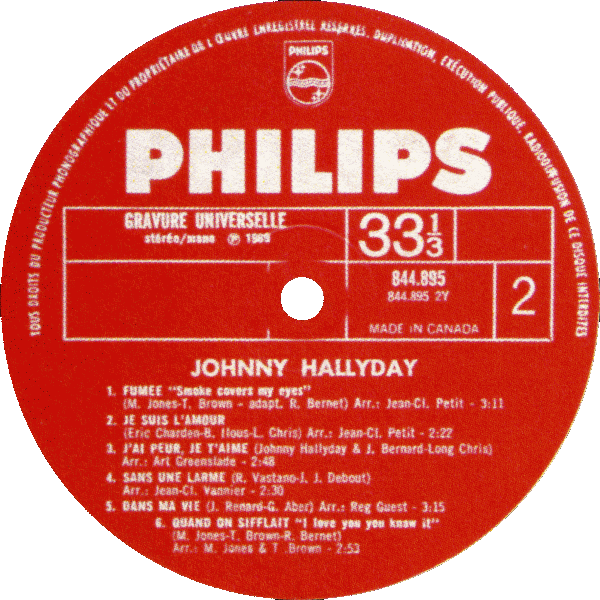 TOUS DROITS DU PRODUCTEUR PHONOGRAPHIQUE ET DU PROPRIÉTAIRE DE L'ŒUVRE ENREGISTRÉE RÉSERVÉS. DUPLICATION, EXÉCUTION PUBLIQUE, RADIODIFFUSION DE CE DISQUE INTERDITES
PHILIPS
PHILIPS
GRAVURE UNIVERSELLE
stéréo/mono Ⓟ 1969
33 1/3
844.895
844.895 2Y
2
MADE IN CANADA
JOHNNY HALLYDAY
1. FUMEE "Smoke covers my eyes"
(M. Jones-T. Brown - adapt. R. Bernet) Arr.: Jean-Cl. Petit - 3:11
2. JE SUIS L'AMOUR
(Eric Charden-B. Ilous-L. Chris) Arr.: Jean-Cl. Petit - 2:22
3. J'AI PEUR, JE T'AIME (Johnny Hallyday & J. Bernard-Long Chris)
Arr.: Art Greenslade - 2:48
4. SANS UNE LARME (R. Vastano-J. J. Debout)
Arr.: Jean-Cl. Vannier - 2:30
5. DANS MA VIE (J. Renard-G. Aber) Arr.: Reg Guest - 3:15
6. QUAND ON SIFFLAIT "I love you you know it"
(M. Jones-T. Brown-R. Bernet)
Arr.: M. Jones & T. Brown - 2:53